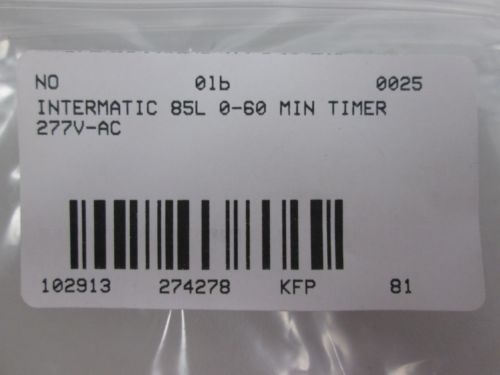 NO 01b 0025
INTERMATIC 85L 0-60 MIN TIMER
277V-AC
102913 274278 KFP 81